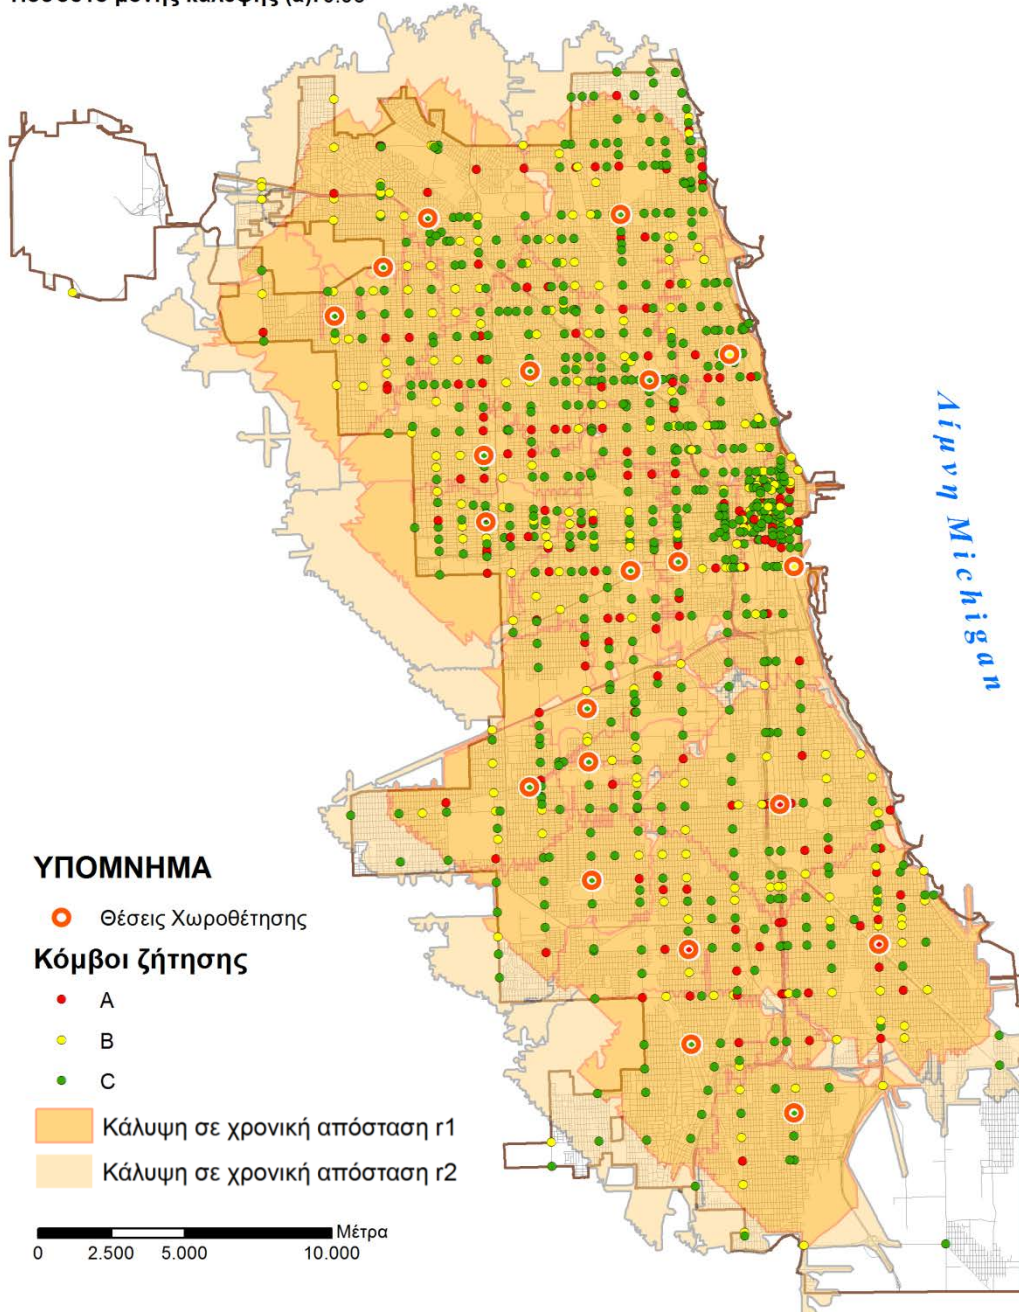 Λίμνη Michigan
ΥΠΟΜΝΗΜΑ
Θέσεις Χωροθέτησης
Κόμβοι ζήτησης
A
B
C
Κάλυψη σε χρονική απόσταση r1
Κάλυψη σε χρονική απόσταση r2
Μέτρα
0 2.500 5.000 10.000